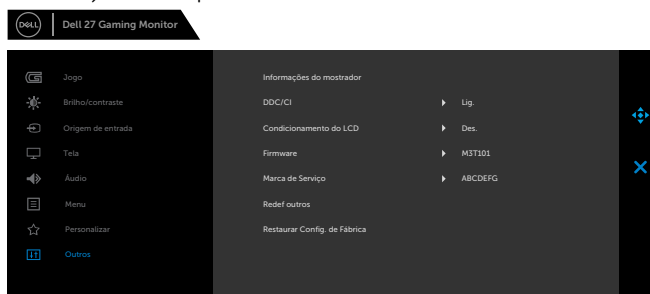 DELL
Dell 27 Gaming Monitor
Jogo
Informações do mostrador
Brilho/contraste
DDC/CI
Lig.
Origem de entrada
Condicionamento do LCD
Des.
Tela
Firmware
M3T101
Áudio
Marca de Serviço
ABCDEFG
Menu
Redef outros
Personalizar
Restaurar Config. de Fábrica
Outros